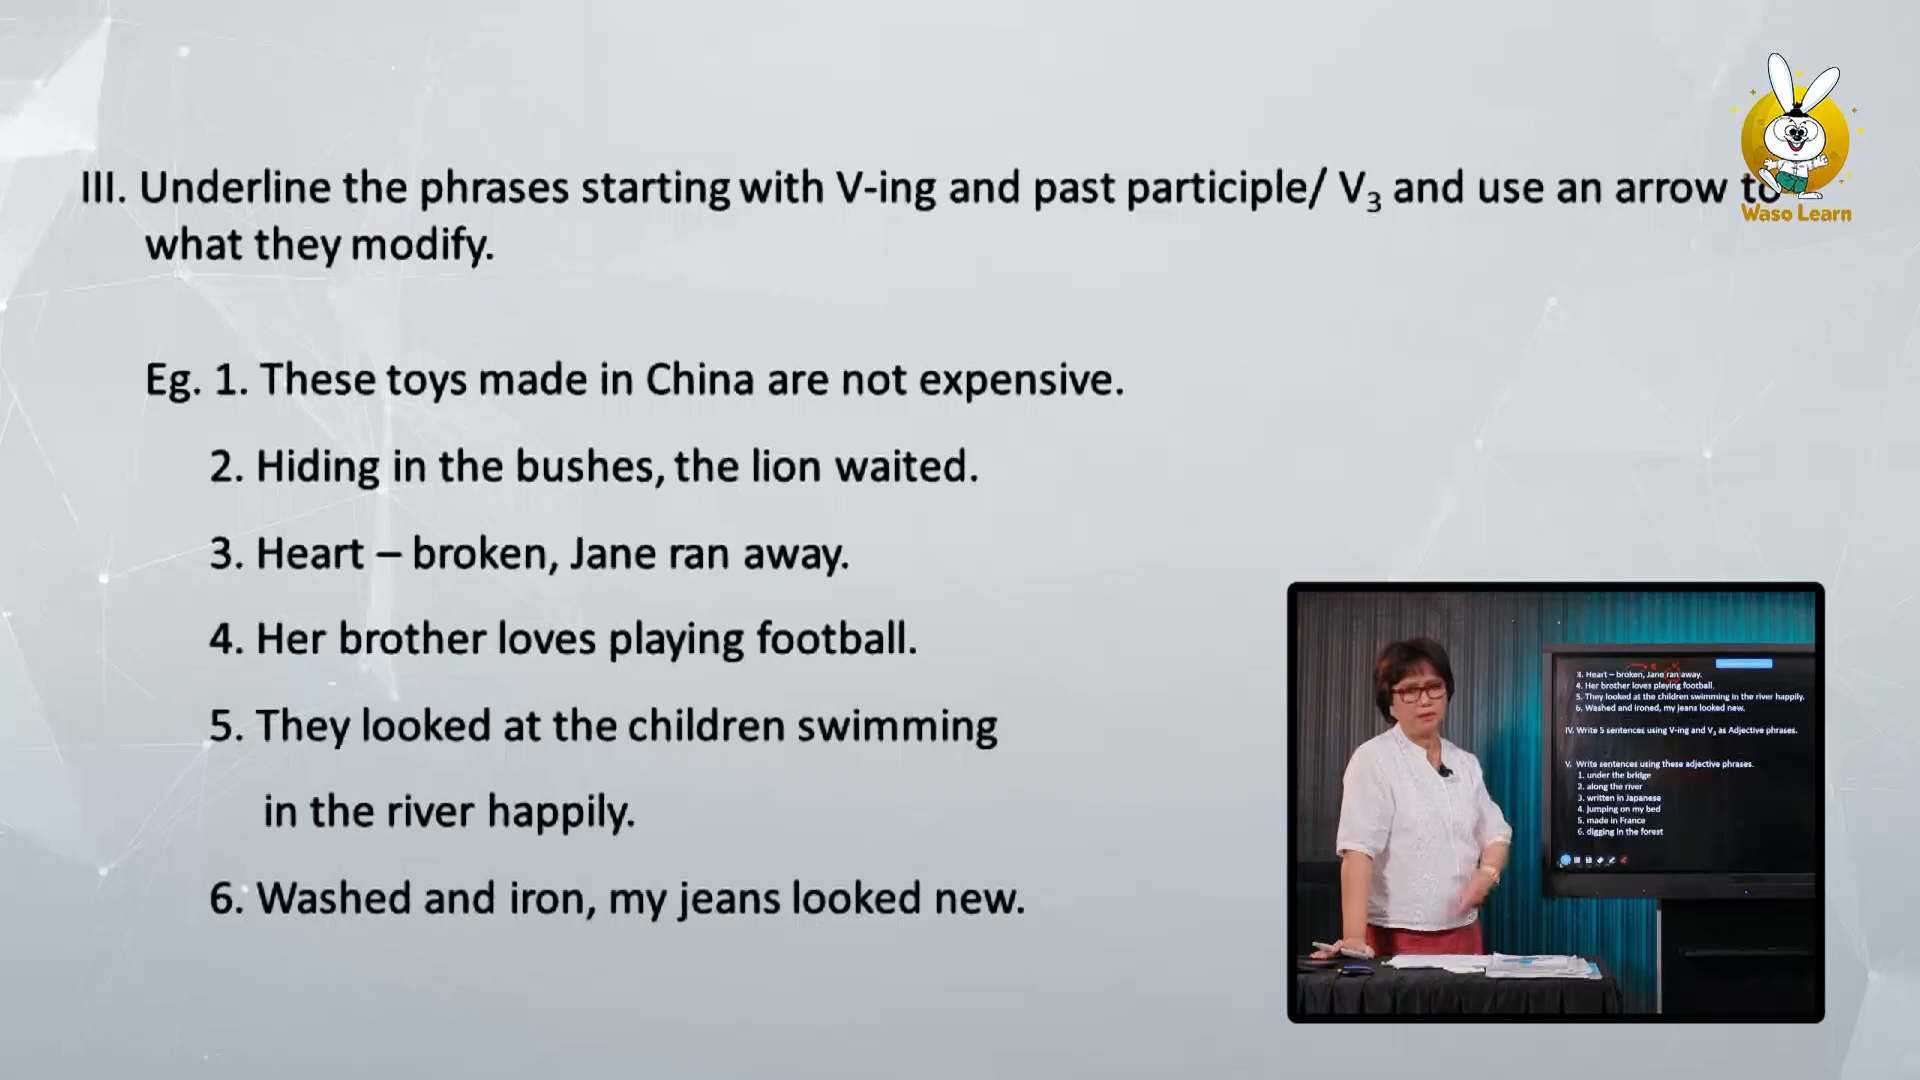 III. Underline the phrases starting with V-ing and past participle/ V₃ and use an arrow to
what they modify.
Eg. 1. These toys made in China are not expensive.
2. Hiding in the bushes, the lion waited.
3. Heart – broken, Jane ran away.
4. Her brother loves playing football.
5. They looked at the children swimming
in the river happily.
6. Washed and iron, my jeans looked new.
Waso Learn
3. Heart – broken, Jane ran away.
4. Her brother loves playing football.
5. They looked at the children swimming in the river happily.
6. Washed and ironed, my jeans looked new.
IV. Write 5 sentences using V-ing and V₃ as Adjective phrases.
V. Write sentences using these adjective phrases.
1. under the bridge
2. along the river
3. written in Japanese
4. jumping on my bed
5. made in France
6. digging in the forest